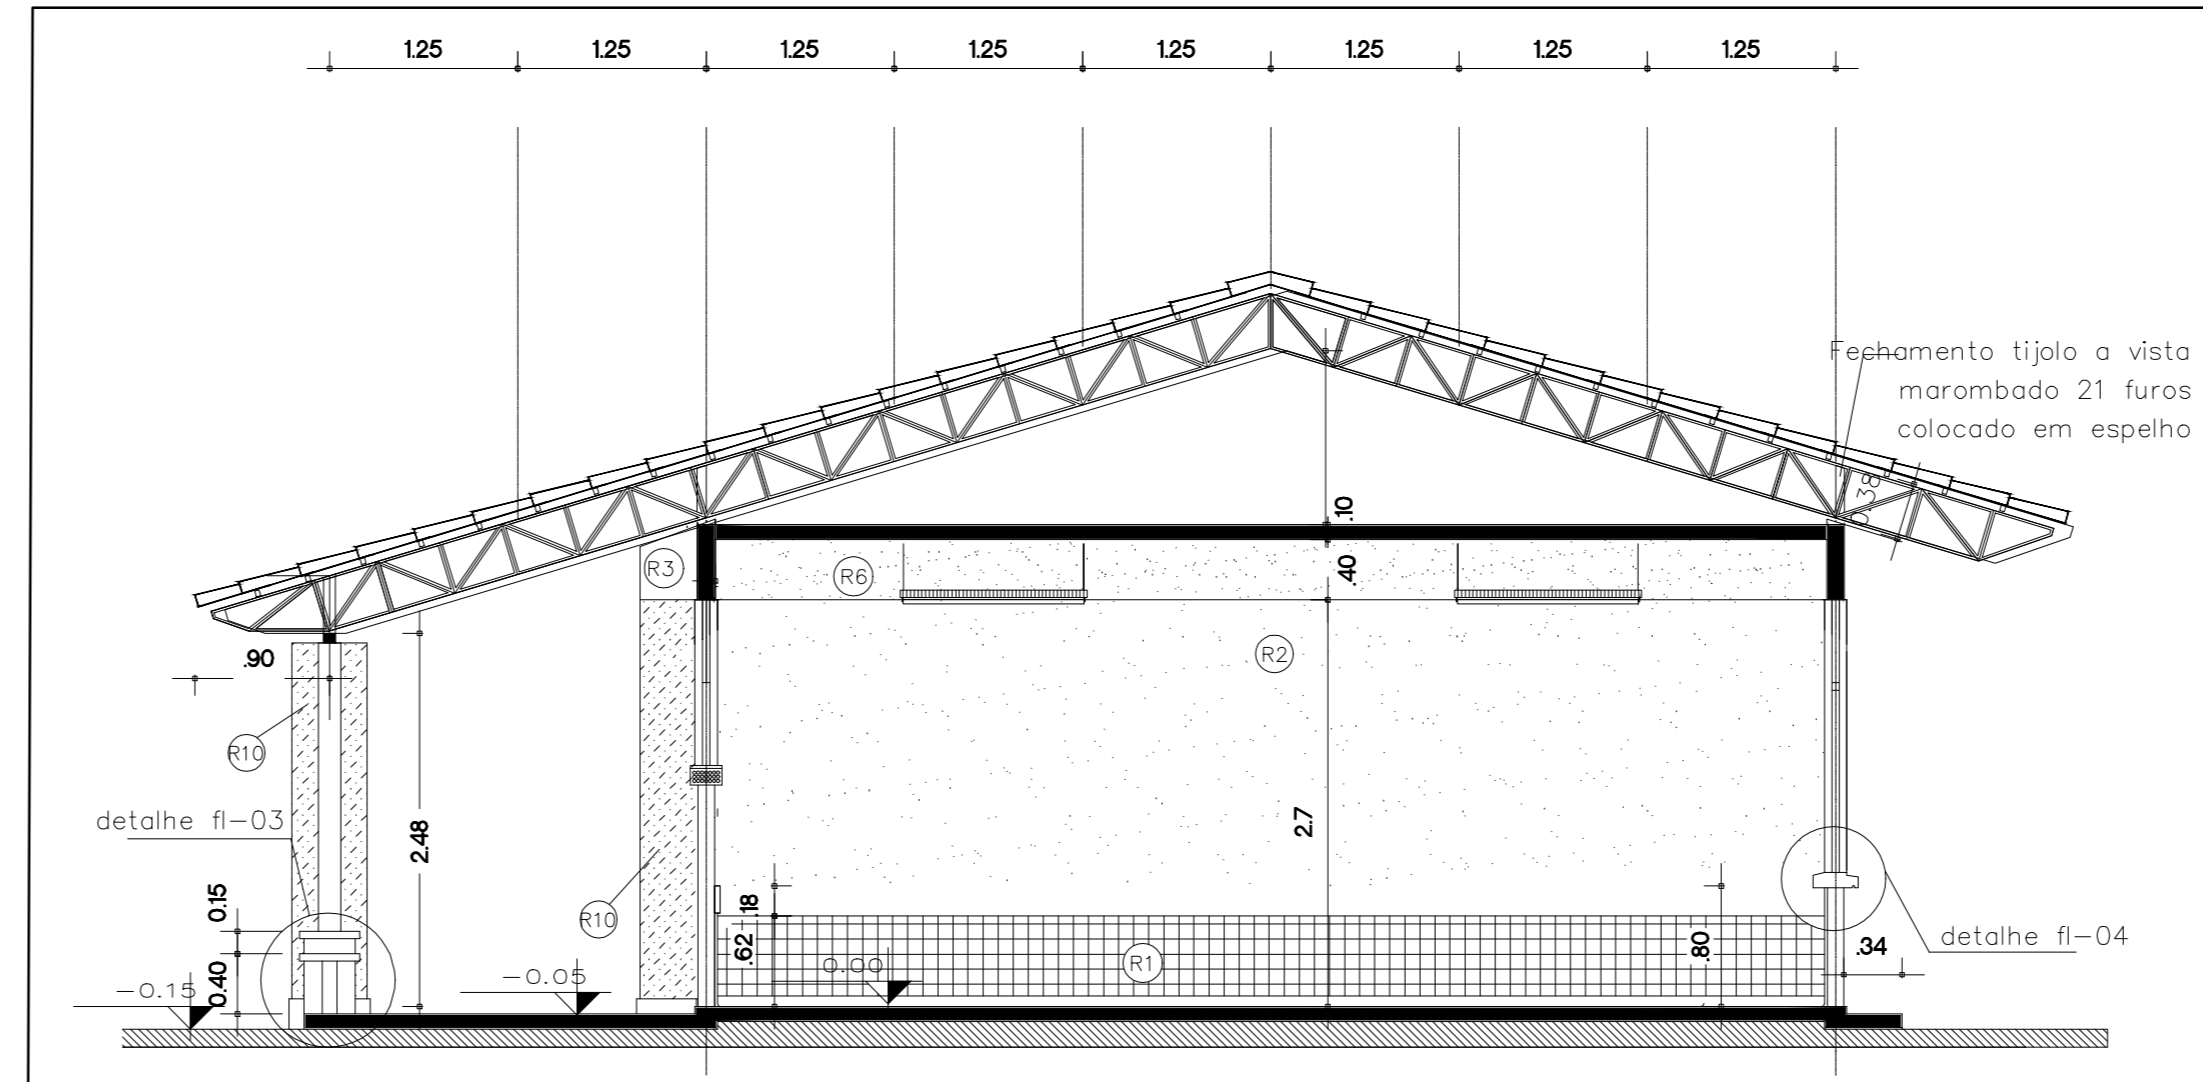 1.25 1.25 1.25 1.25 1.25 1.25 1.25 1.25
Fechamento tijolo a vista
marombado 21 furos
colocado em espelho
0.38
.10
R3
R6
.40
R2
.90
R10
detalhe fl-03
2.48
2.7
0.15
.18
R10
.62
.80
detalhe fl-04
.34
R1
0.00
-0.05
0.40
-0.15